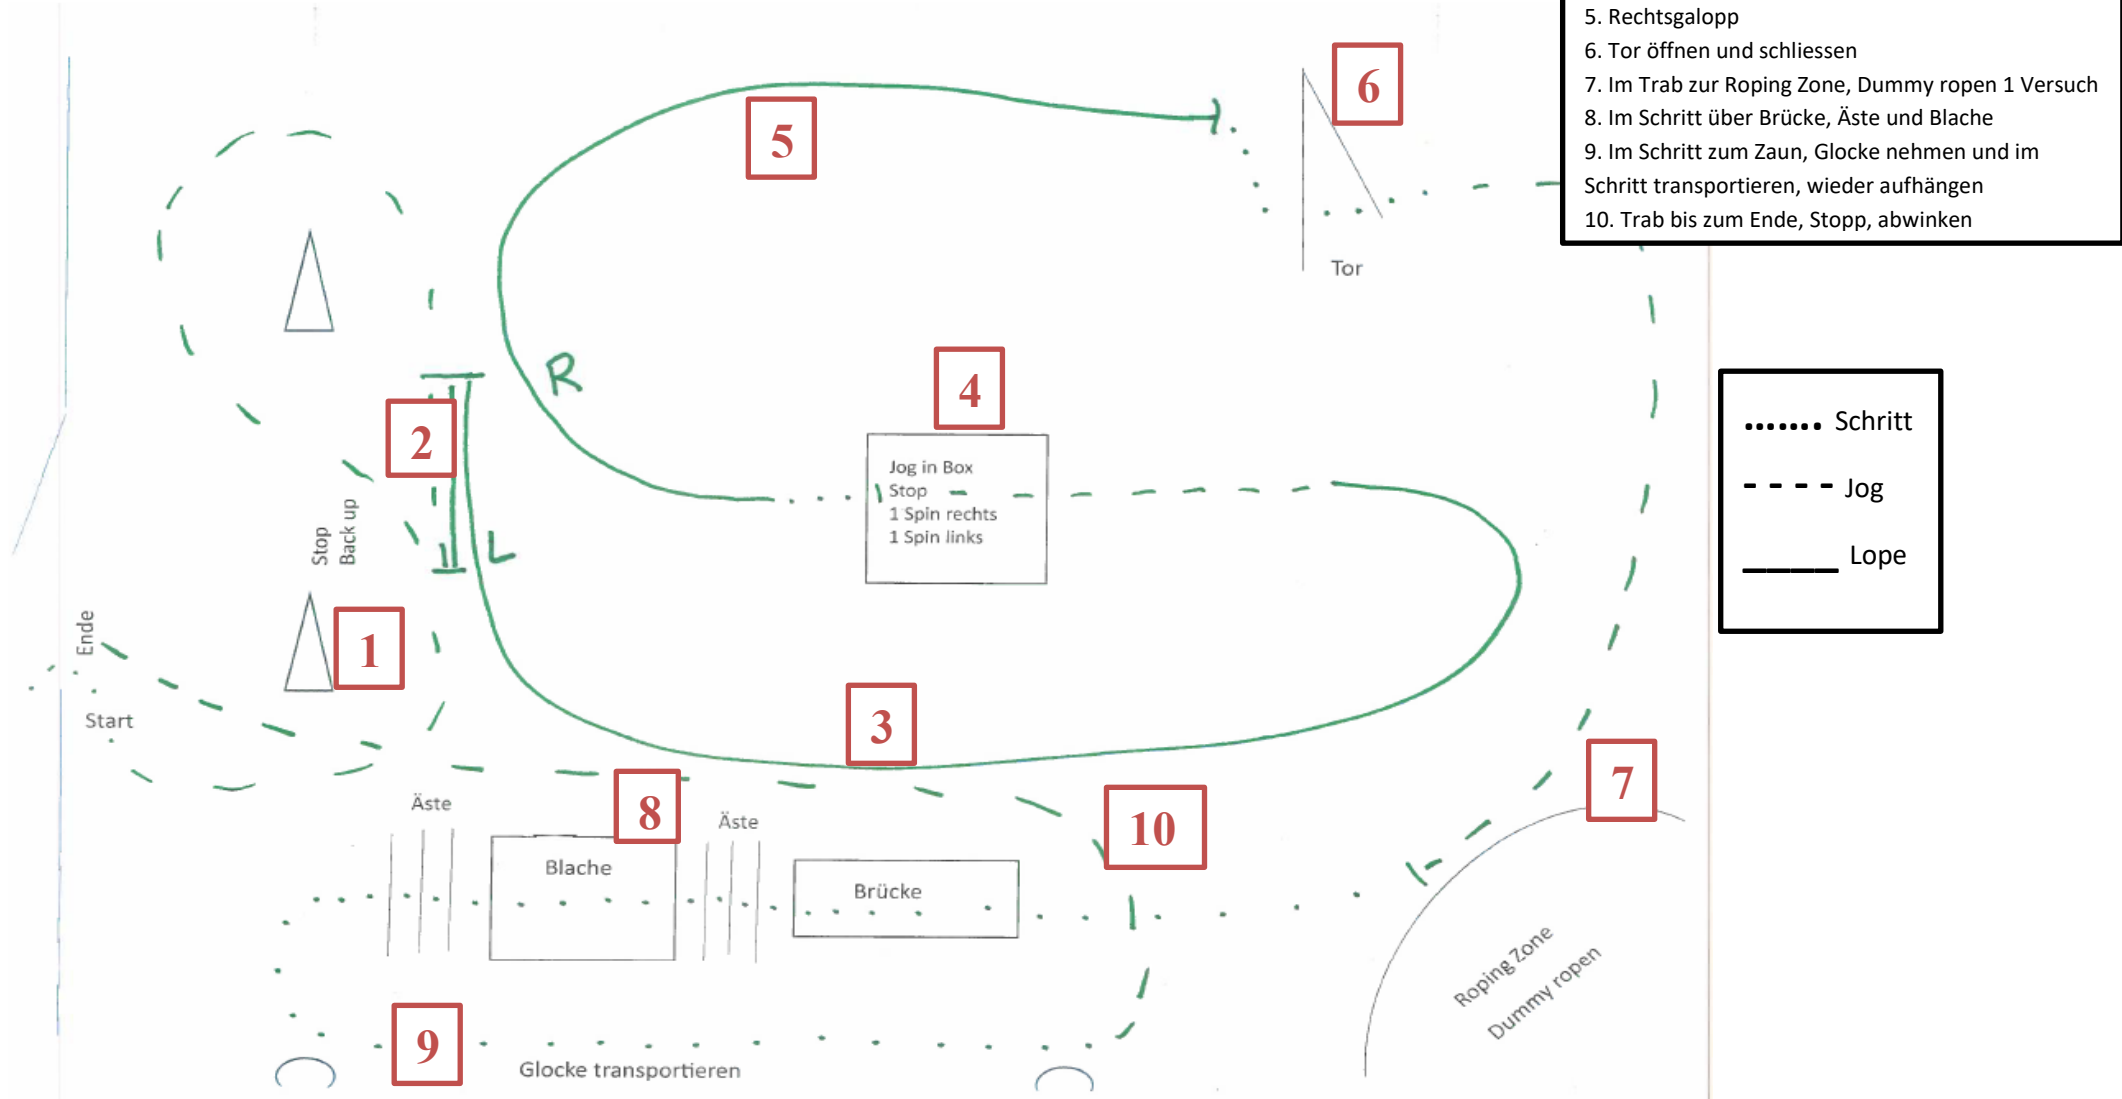 5. Rechtsgalopp
6. Tor öffnen und schliessen
7. Im Trab zur Roping Zone, Dummy ropen 1 Versuch
8. Im Schritt über Brücke, Äste und Blache
9. Im Schritt zum Zaun, Glocke nehmen und im
Schritt transportieren, wieder aufhängen
10. Trab bis zum Ende, Stopp, abwinken
6
5
Tor
R
4
2
Jog in Box
Stop
1 Spin rechts
1 Spin links
Stop
Back up
L
Schritt
Jog
Lope
Ende
1
Start
3
7
Äste
8
Äste
10
Blache
Brücke
Roping Zone
Dummy ropen
9
Glocke transportieren